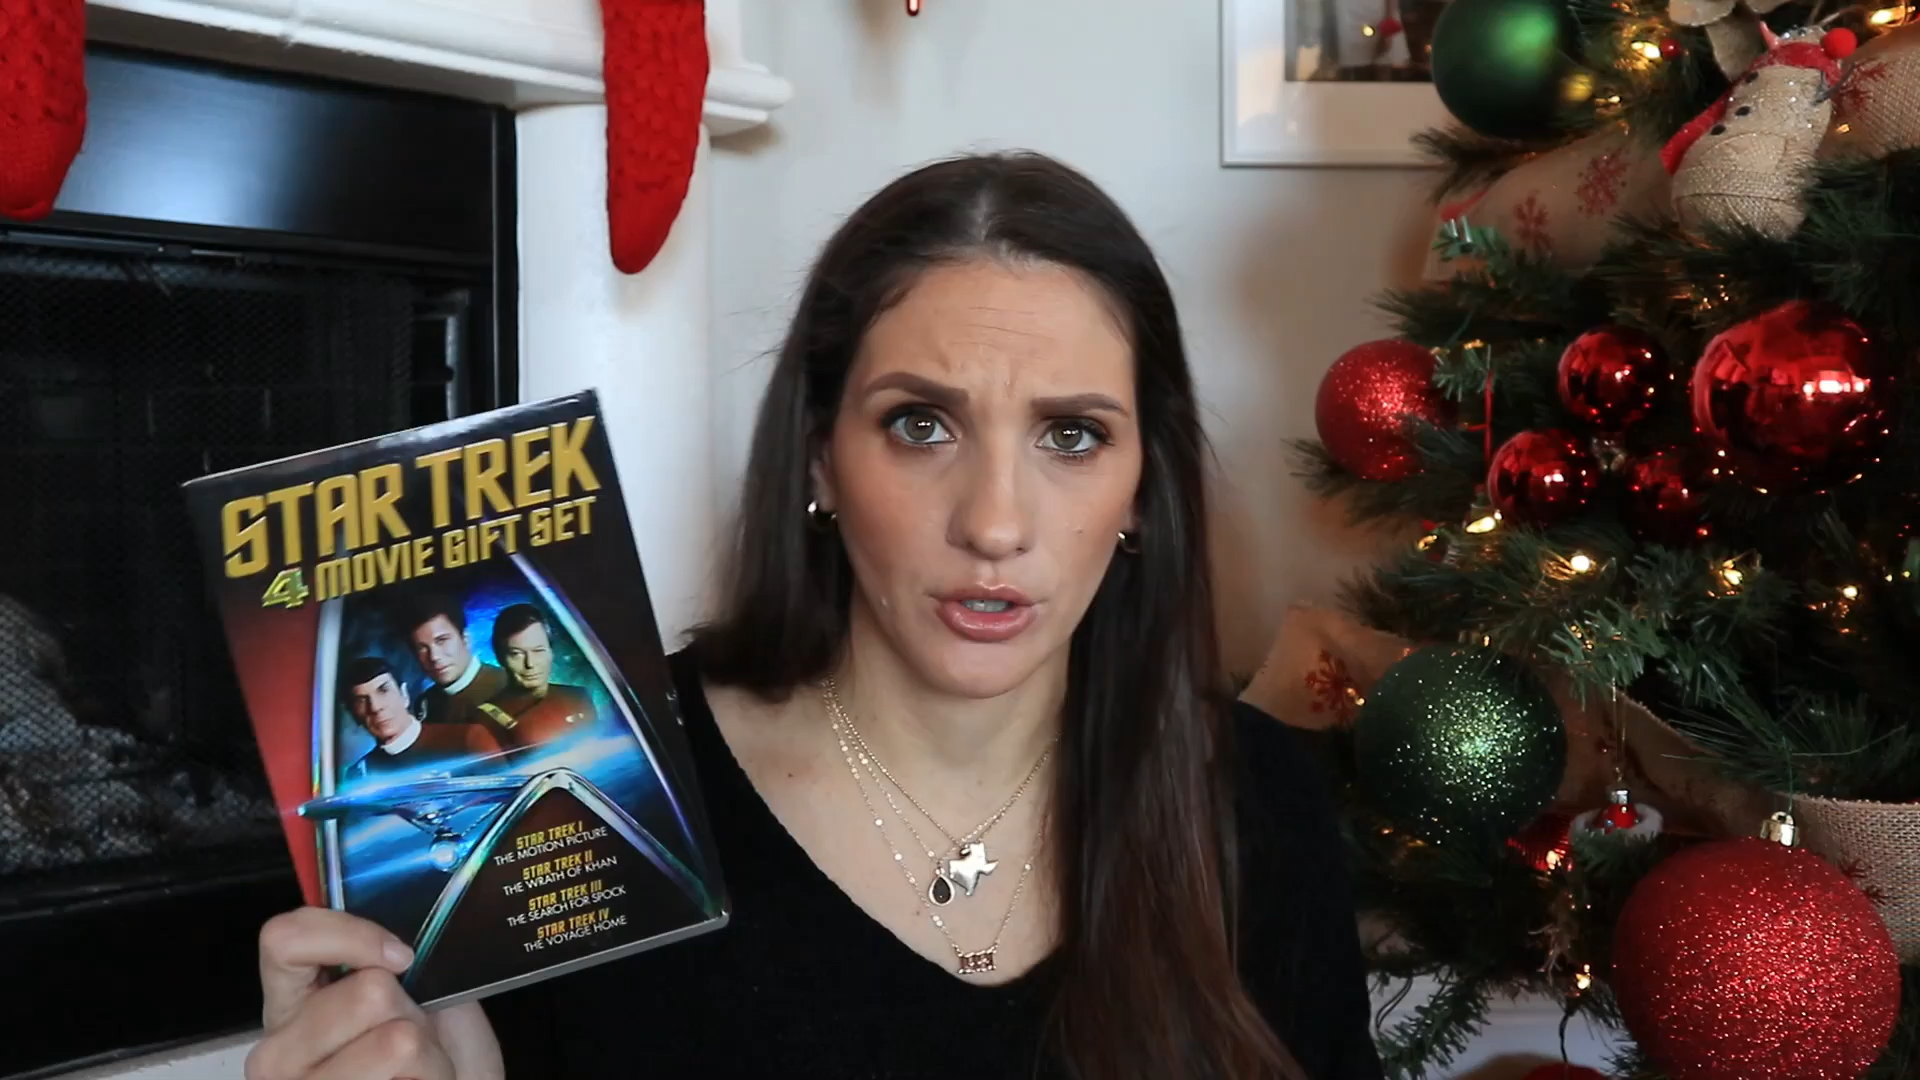 STAR TREK
4 MOVIE GIFT SET
STAR TREK I
THE MOTION PICTURE
STAR TREK II
THE WRATH OF KHAN
STAR TREK III
THE SEARCH FOR SPOCK
STAR TREK IV
THE VOYAGE HOME